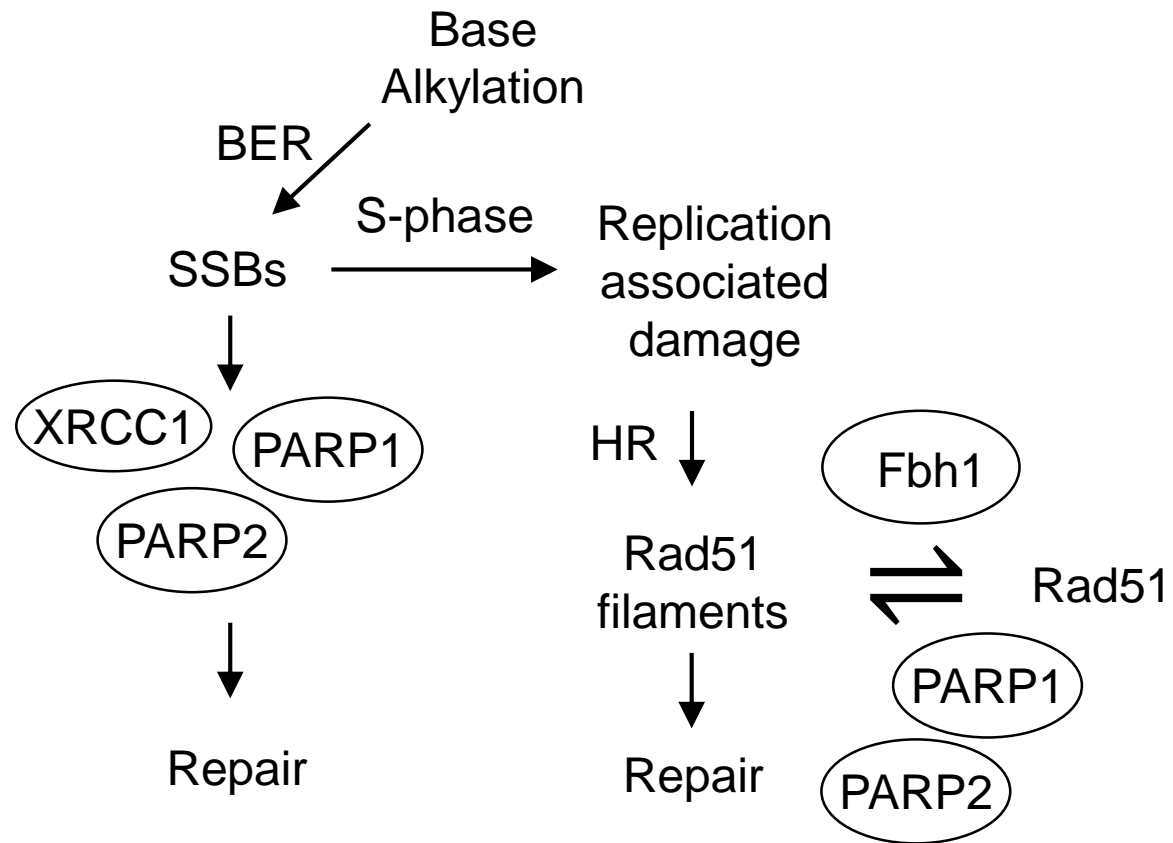 Base
Alkylation
BER
S-phase
SSBs
Replication
associated
damage
XRCC1
PARP1
PARP2
HR
Fbh1
Rad51
filaments
Rad51
PARP1
PARP2
Repair
Repair